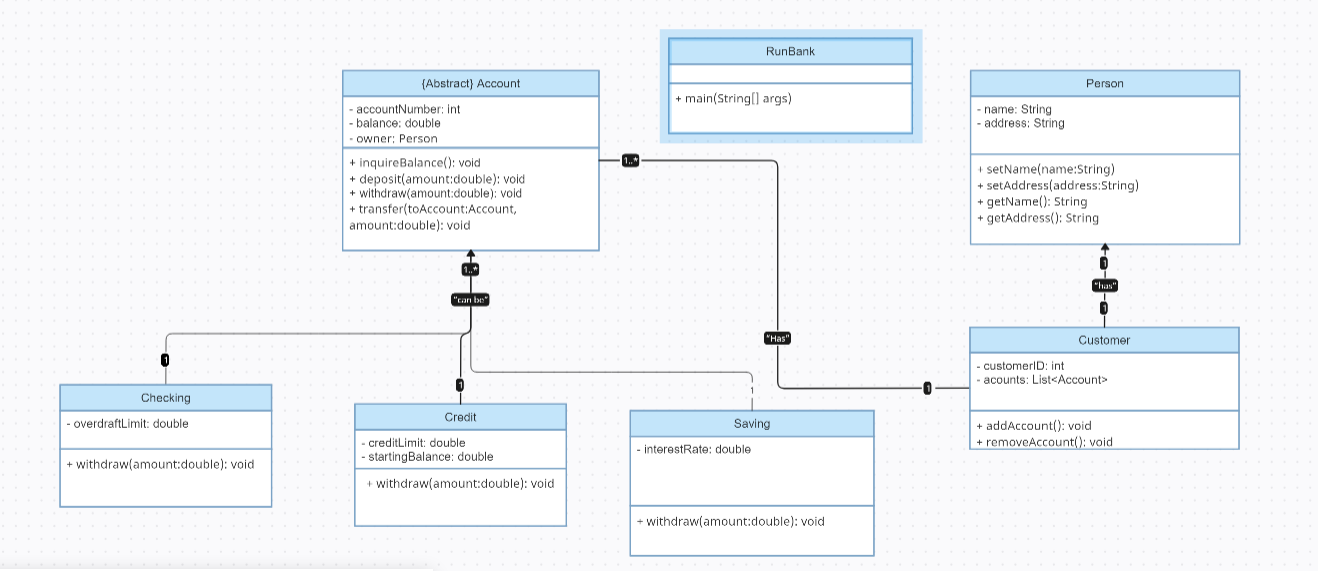 RunBank
+ main(String[] args)
{Abstract} Account
- accountNumber: int
- balance: double
- owner: Person
+ inquireBalance(): void
+ deposit(amount:double): void
+ withdraw(amount:double): void
+ transfer(toAccount:Account,
amount:double): void
Person
- name: String
- address: String
+ setName(name:String)
+ setAddress(address:String)
+ getName(): String
+ getAddress(): String
1..*
1..*
"can be"
1
"has"
1
"Has"
1
Customer
- customerID: int
- acounts: List<Account>
+ addAccount(): void
+ removeAccount(): void
1
Checking
- overdraftLimit: double
+ withdraw(amount:double): void
1
Credit
- creditLimit: double
- startingBalance: double
+ withdraw(amount:double): void
1
Saving
- interestRate: double
+ withdraw(amount:double): void